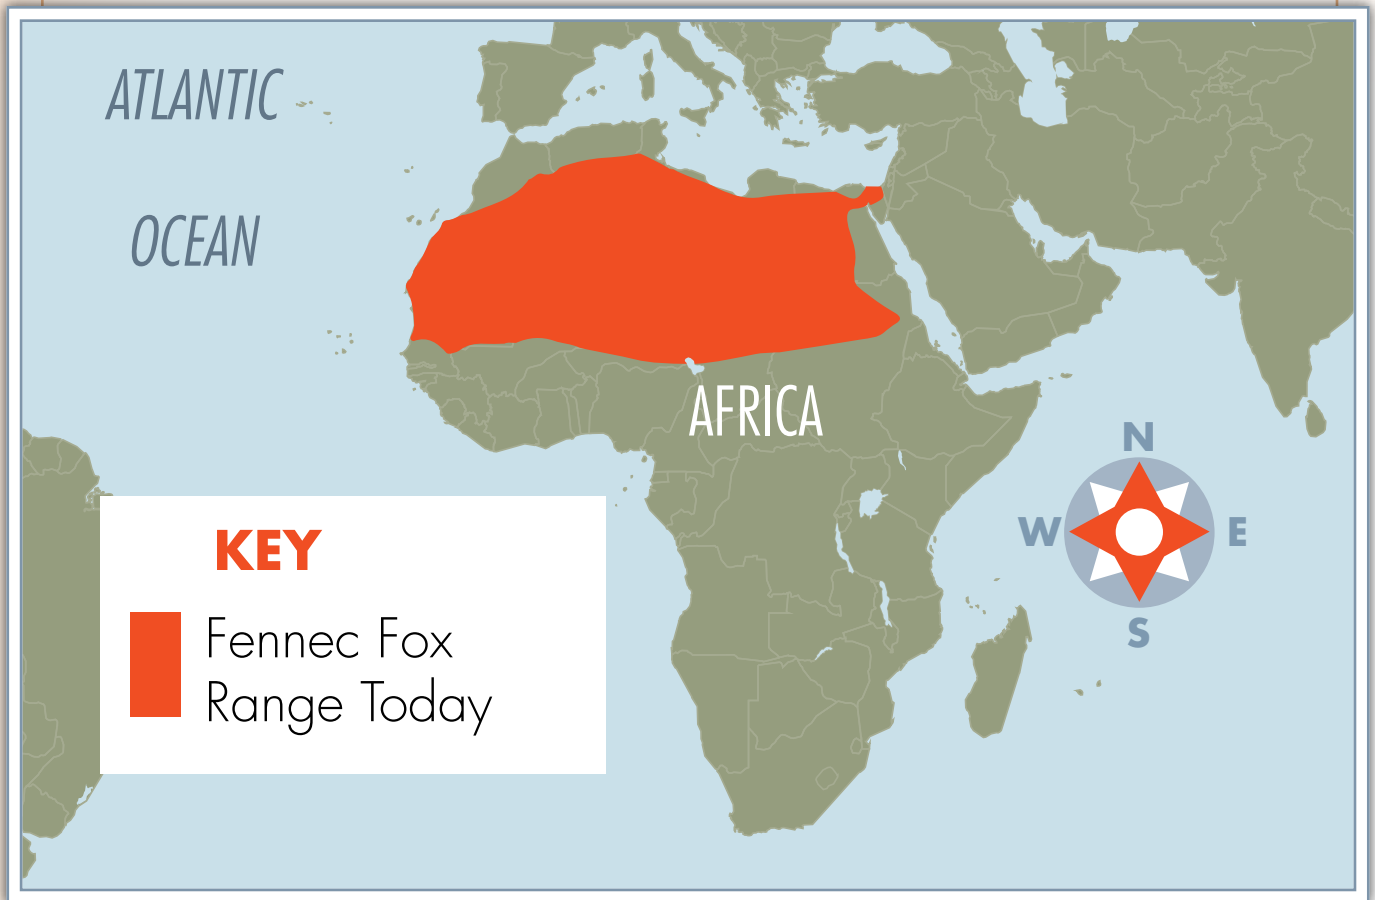 ATLANTIC
OCEAN
AFRICA
N
W
E
S
KEY
Fennec Fox
Range Today